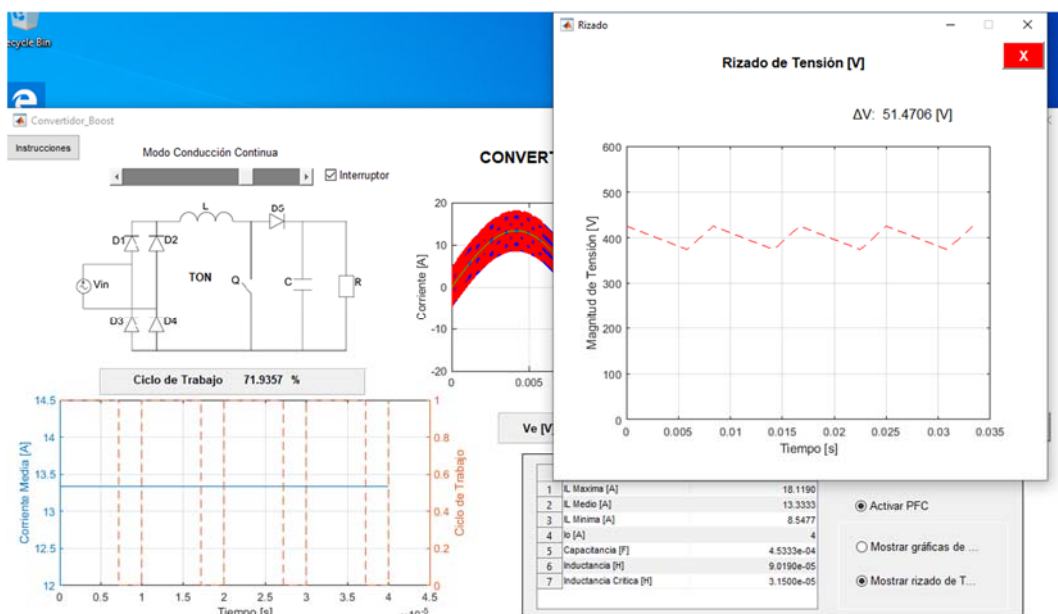 ecycle Bin
Convertidor_Boost
Instrucciones
Modo Conducción Continua
Interruptor
CONVERT
L
D5
D1
D2
Vin
TON
Q
C
R
D3
D4
Ciclo de Trabajo 71.9357 %
20
10
0
-10
-20
Corriente [A]
0
0.005
14.5
14
13.5
13
12.5
12
Corriente Media [A]
1
0.8
0.6
0.4
0.2
0
Ciclo de Trabajo
0 0.5 1 1.5 2 2.5 3 3.5 4 4.5
Tiempo [s]
×10⁻⁵
Ve [V]
1 IL Maxima [A] 18.1190
2 IL Medio [A] 13.3333
3 IL Minima [A] 8.5477
4 Io [A] 4
5 Capacitancia [F] 4.5333e-04
6 Inductancia [H] 9.0190e-05
7 Inductancia Critica [H] 3.1500e-05
Activar PFC
Mostrar gráficas de ...
Mostrar rizado de T...
Rizado
X
Rizado de Tensión [V]
ΔV: 51.4706 [V]
600
500
400
300
200
100
0
Magnitud de Tensión [V]
0 0.005 0.01 0.015 0.02 0.025 0.03 0.035
Tiempo [s]